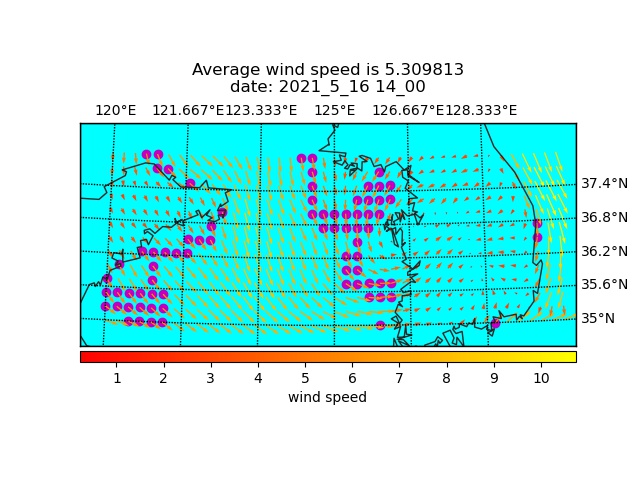 Average wind speed is 5.309813
date: 2021_5_16 14_00
120°E 121.667°E 123.333°E 125°E 126.667°E 128.333°E
37.4°N
36.8°N
36.2°N
35.6°N
35°N
1 2 3 4 5 6 7 8 9 10
wind speed